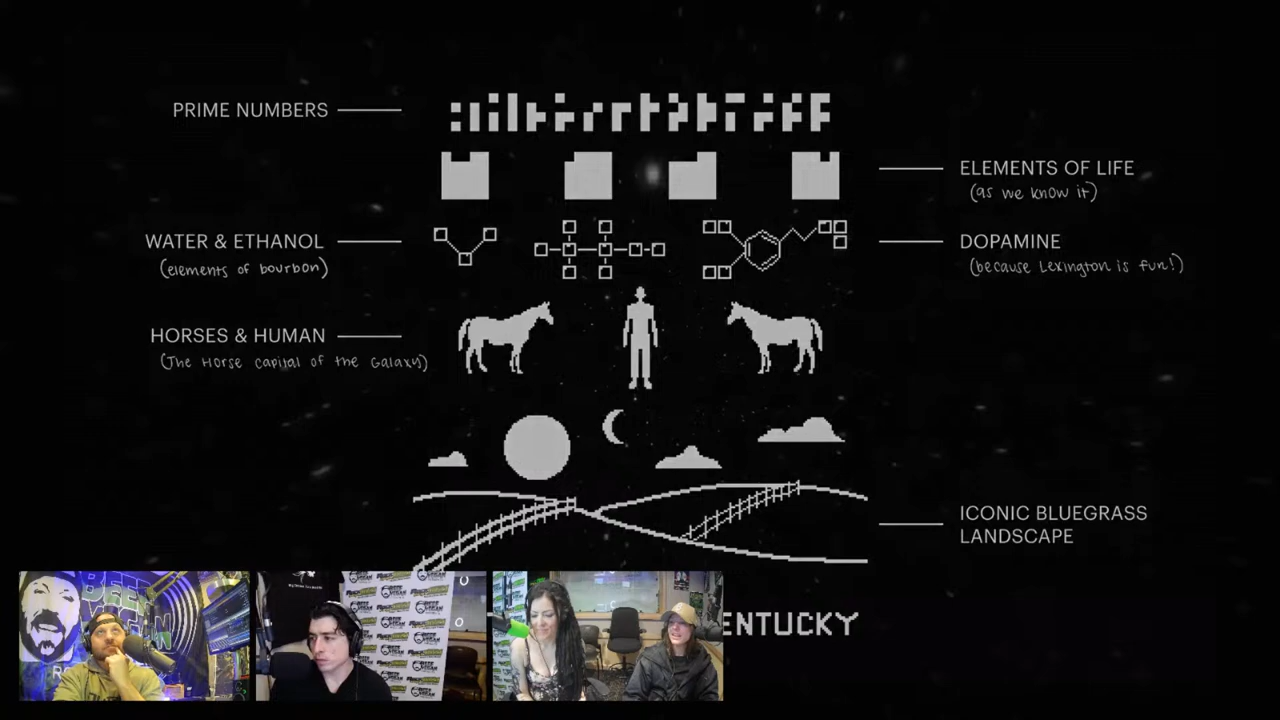 PRIME NUMBERS
ELEMENTS OF LIFE
(as we know it)
WATER & ETHANOL
(elements of bourbon)
DOPAMINE
(because Lexington is fun!)
HORSES & HUMAN
(The Horse capital of the Galaxy)
ICONIC BLUEGRASS
LANDSCAPE
ENTUCKY
BEER